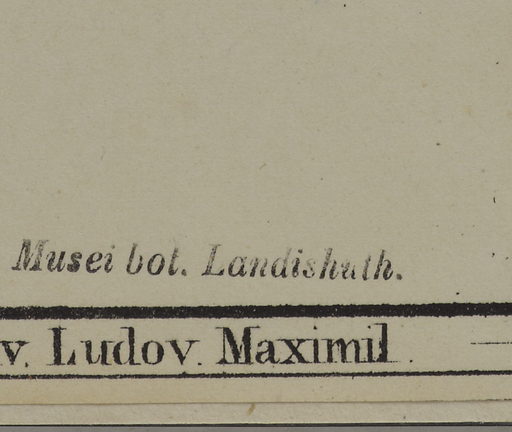 Musei bot. Landishuth.
v. Ludov. Maximil.